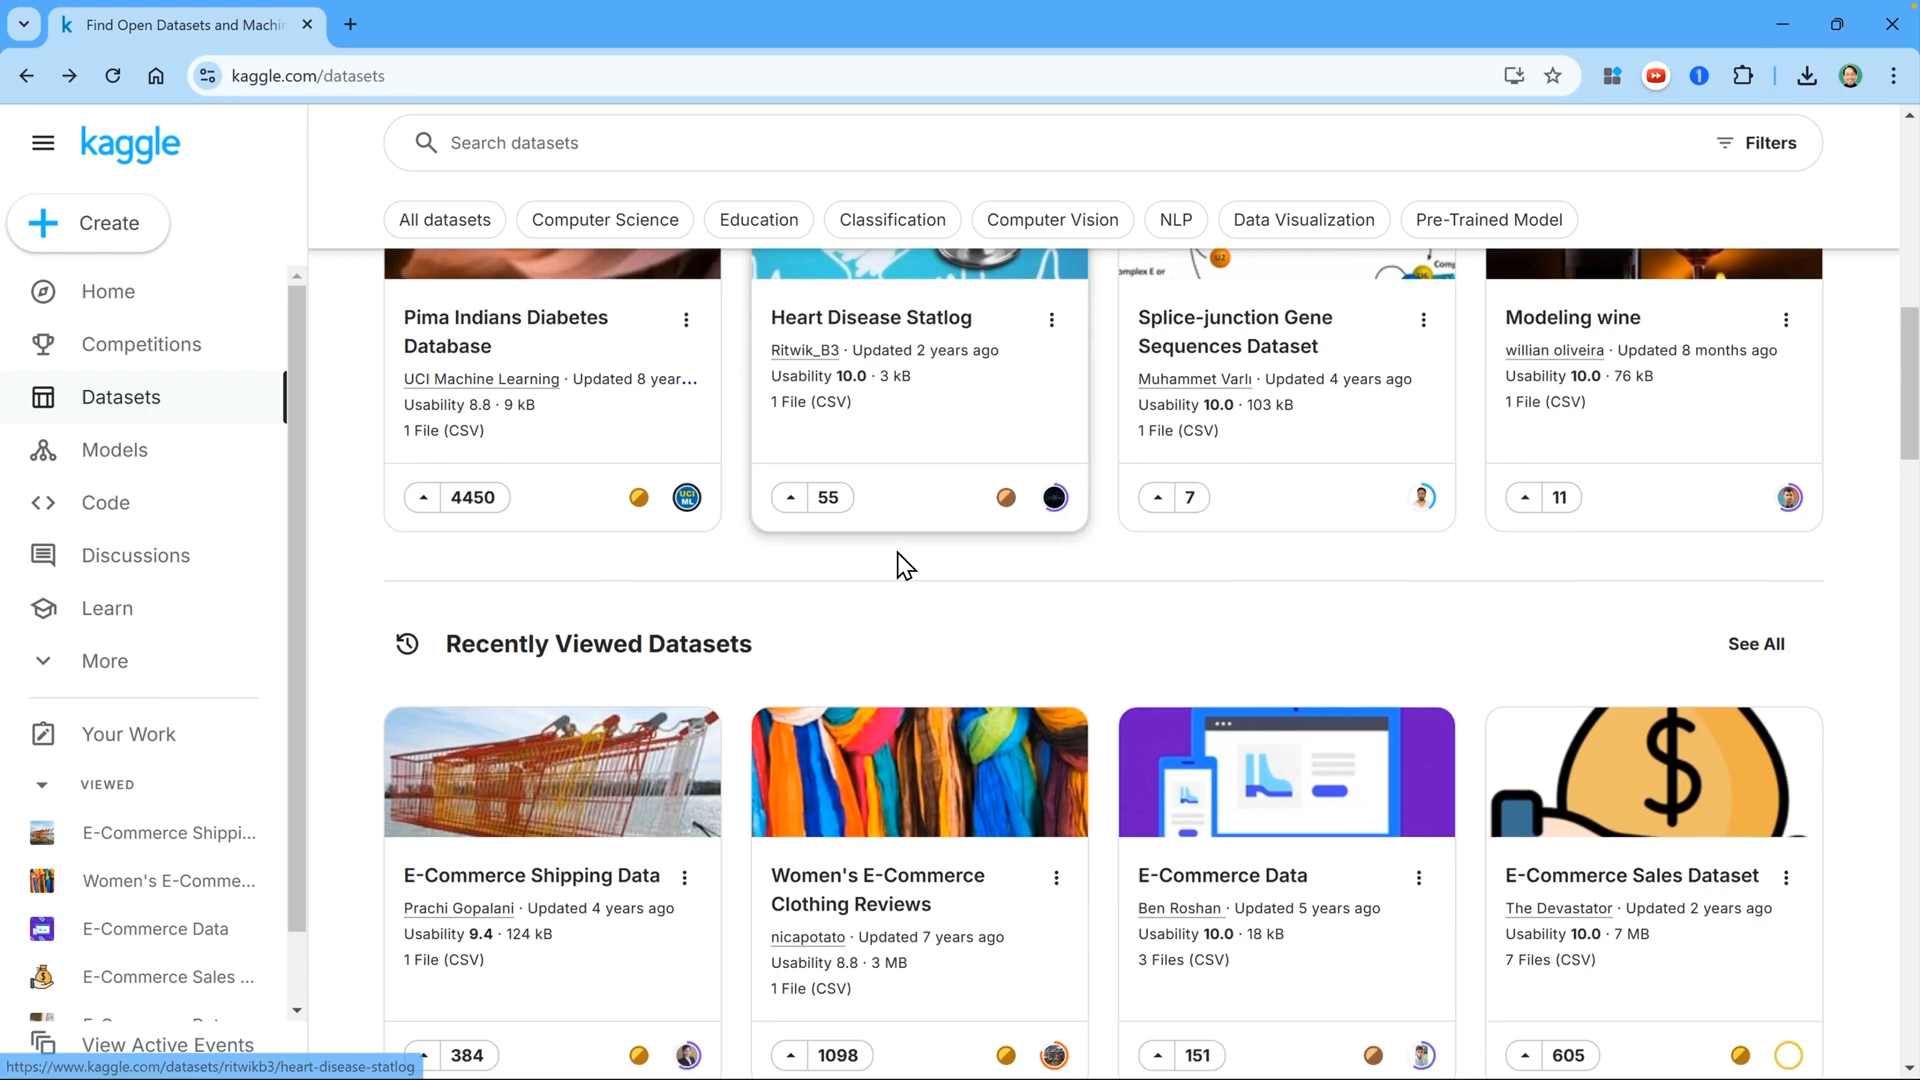 Find Open Datasets and Machi
kaggle.com/datasets
kaggle
Search datasets
Filters
Create
All datasets
Computer Science
Education
Classification
Computer Vision
NLP
Data Visualization
Pre-Trained Model
Home
Competitions
Datasets
Models
Code
Discussions
Learn
More
Your Work
VIEWED
E-Commerce Shippi...
Women's E-Comme...
E-Commerce Data
E-Commerce Sales ...
View Active Events
https://www.kaggle.com/datasets/ritwikb3/heart-disease-statlog
Pima Indians Diabetes
Database
UCI Machine Learning · Updated 8 year...
Usability 8.8 · 9 kB
1 File (CSV)
4450
UCI
ML
Heart Disease Statlog
Ritwik_B3 · Updated 2 years ago
Usability 10.0 · 3 kB
1 File (CSV)
55
omplex E or
U2
Com
Splice-junction Gene
Sequences Dataset
Muhammet Varlı · Updated 4 years ago
Usability 10.0 · 103 kB
1 File (CSV)
7
Modeling wine
willian oliveira · Updated 8 months ago
Usability 10.0 · 76 kB
1 File (CSV)
11
Recently Viewed Datasets
See All
E-Commerce Shipping Data
Prachi Gopalani · Updated 4 years ago
Usability 9.4 · 124 kB
1 File (CSV)
384
Women's E-Commerce
Clothing Reviews
nicapotato · Updated 7 years ago
Usability 8.8 · 3 MB
1 File (CSV)
1098
E-Commerce Data
Ben Roshan · Updated 5 years ago
Usability 10.0 · 18 kB
3 Files (CSV)
151
$
E-Commerce Sales Dataset
The Devastator · Updated 2 years ago
Usability 10.0 · 7 MB
7 Files (CSV)
605